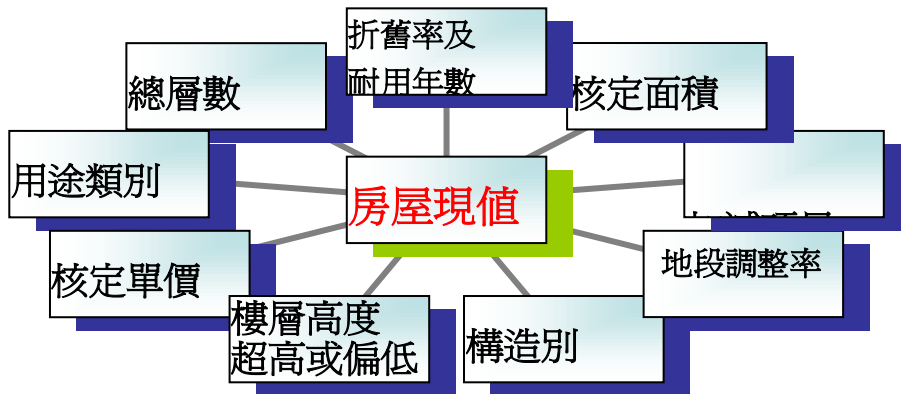 折舊率及
耐用年數
總層數
核定面積
用途類別
房屋現值
地段調整率
核定單價
樓層高度
超高或偏低
構造別